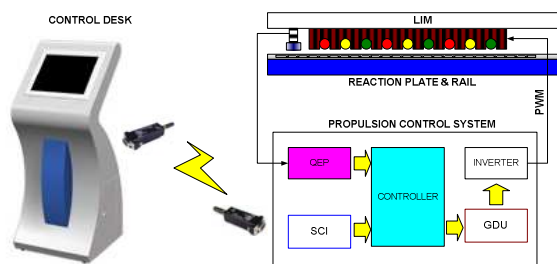 CONTROL DESK
LIM
REACTION PLATE & RAIL
PWM
PROPULSION CONTROL SYSTEM
QEP
CONTROLLER
INVERTER
SCI
GDU